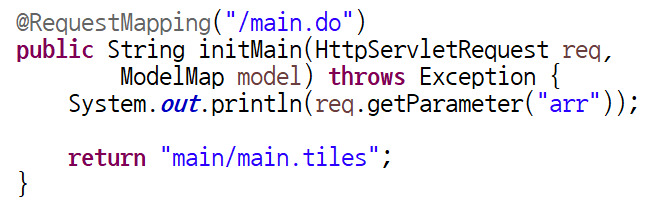 @RequestMapping("/main.do")
public String initMain(HttpServletRequest req,
        ModelMap model) throws Exception {
    System.out.println(req.getParameter("arr"));

    return "main/main.tiles";
}